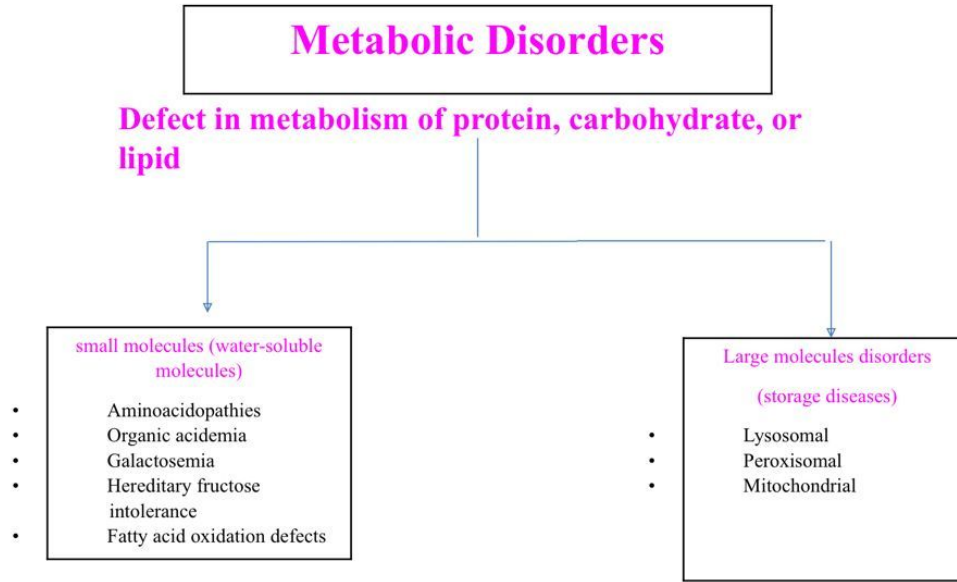 Metabolic Disorders
Defect in metabolism of protein, carbohydrate, or
lipid
small molecules (water-soluble
molecules)
• Aminoacidopathies
• Organic acidemia
• Galactosemia
• Hereditary fructose
intolerance
• Fatty acid oxidation defects
Large molecules disorders
(storage diseases)
• Lysosomal
• Peroxisomal
• Mitochondrial